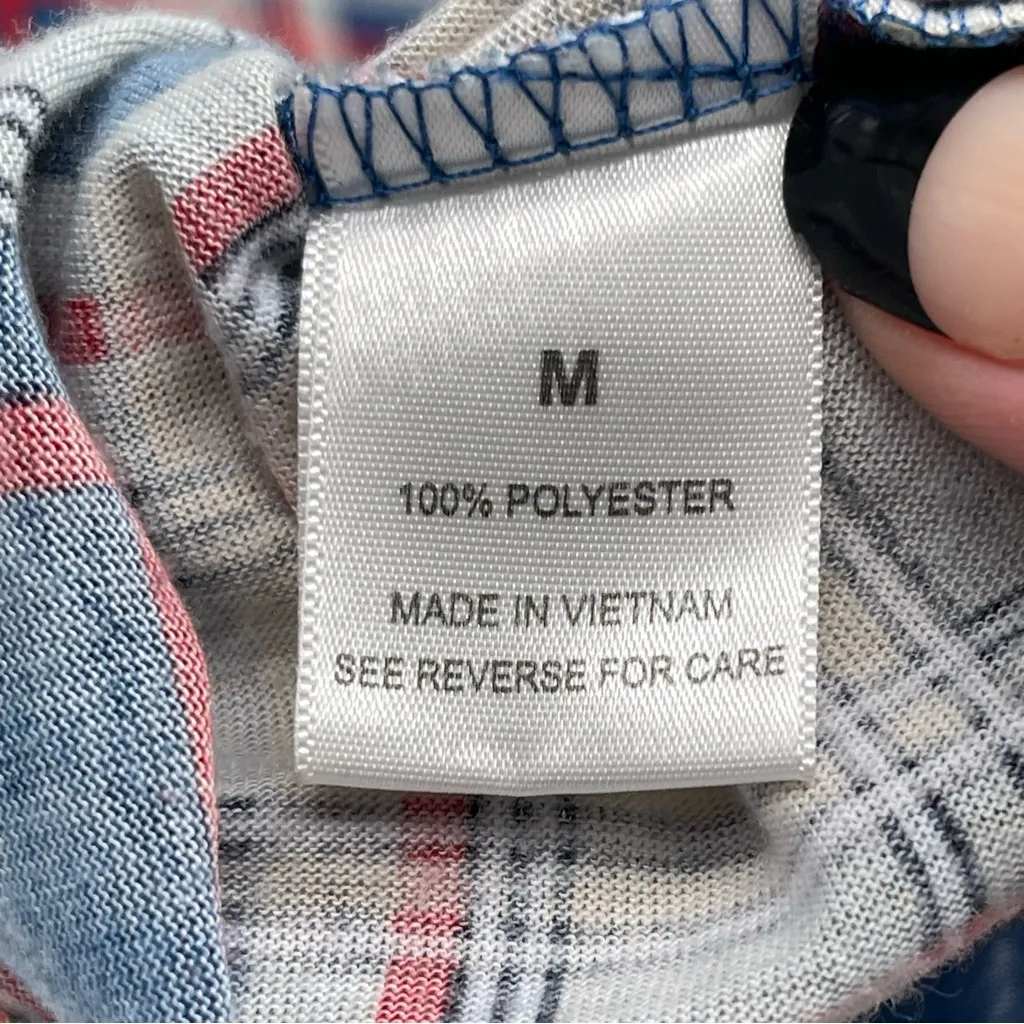 M
100% POLYESTER
MADE IN VIETNAM
SEE REVERSE FOR CARE